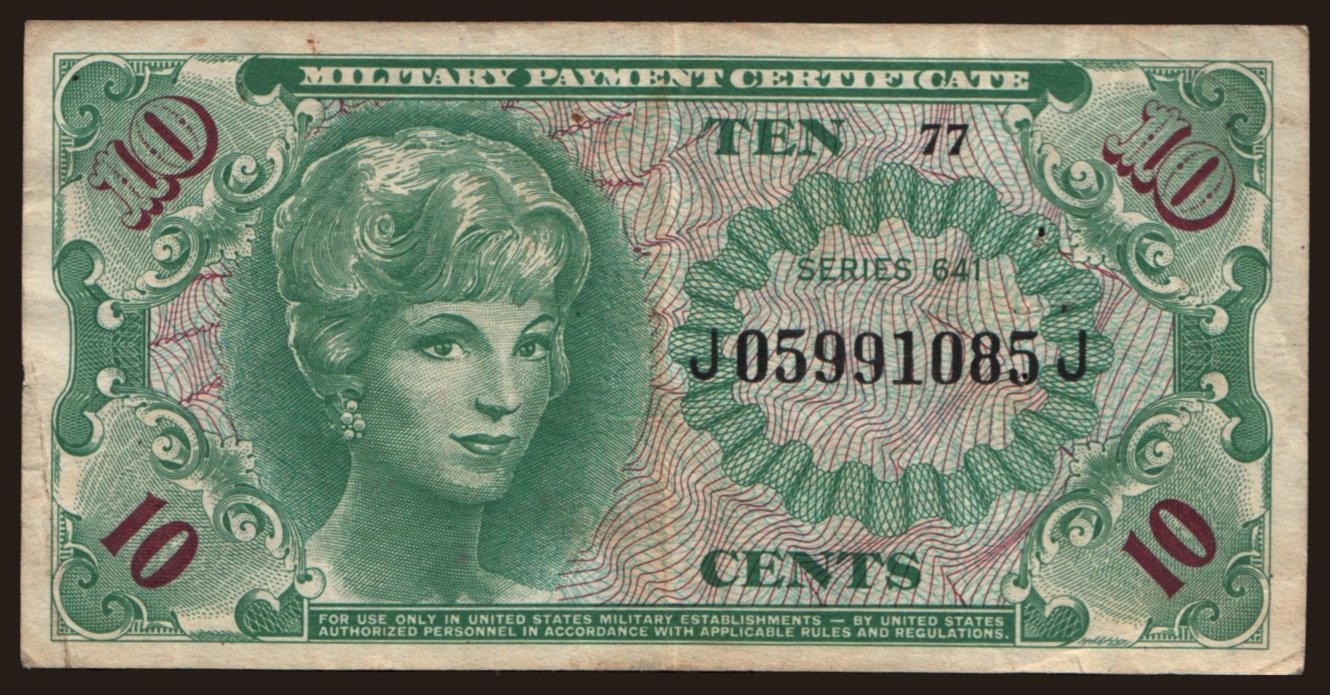 MILITARY PAYMENT CERTIFICATE
10
TEN 77
10
SERIES 641
J05991085J
10
CENTS
10
FOR USE ONLY IN UNITED STATES MILITARY ESTABLISHMENTS — BY UNITED STATES
AUTHORIZED PERSONNEL IN ACCORDANCE WITH APPLICABLE RULES AND REGULATIONS.